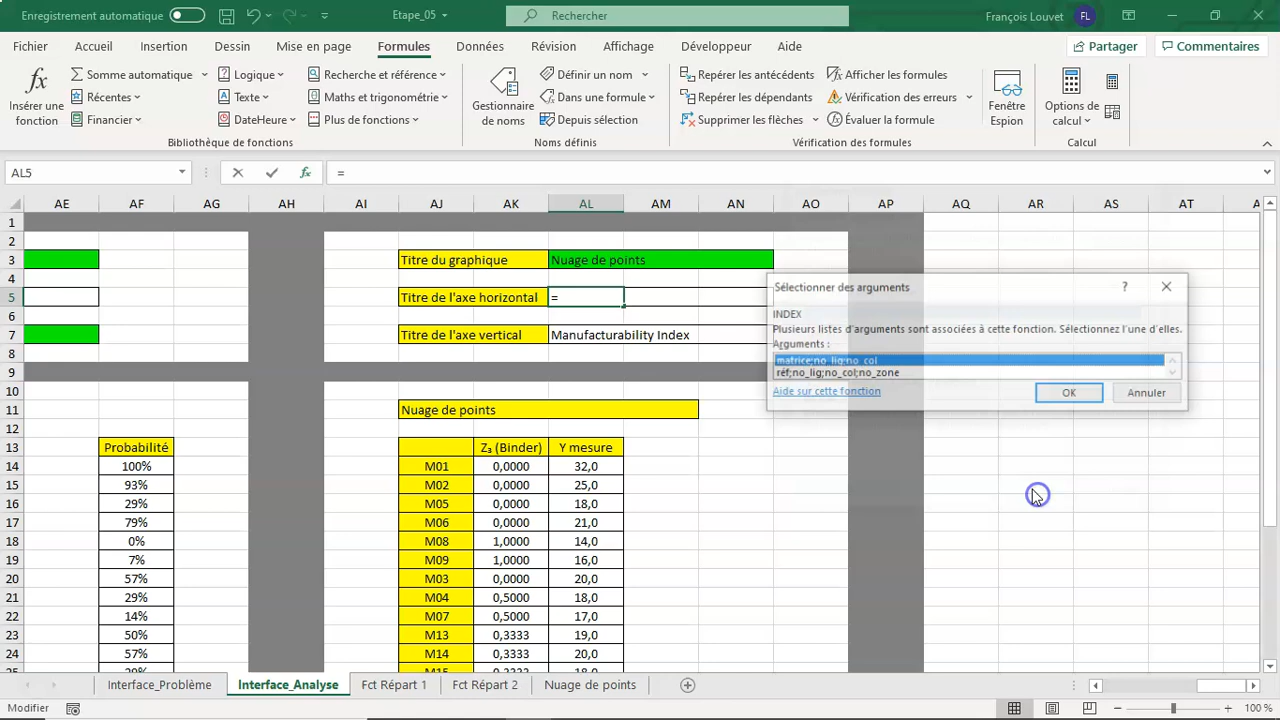 Enregistrement automatique Etape_05 Rechercher François Louvet FL
Fichier Accueil Insertion Dessin Mise en page Formules Données Révision Affichage Développeur Aide Partager Commentaires
Insérer une fonction
Somme automatique Logique Recherche et référence
Récentes Texte Maths et trigonométrie
Financier DateHeure Plus de fonctions
Bibliothèque de fonctions
Gestionnaire de noms
Définir un nom
Dans une formule
Depuis sélection
Noms définis
Repérer les antécédents Afficher les formules
Repérer les dépendants Vérification des erreurs
Supprimer les flèches Évaluer la formule
Vérification des formules
Fenêtre Espion
Options de calcul
Calcul
AL5 fx =
AE AF AG AH AI AJ AK AL AM AN AO AP AQ AR AS AT
1
2
3 Titre du graphique Nuage de points
4
5 Titre de l'axe horizontal =
6
7 Titre de l'axe vertical Manufacturability Index
8
9
10
11 Nuage de points
12
13 Probabilité Z₃ (Binder) Y mesure
14 100% M01 0,0000 32,0
15 93% M02 0,0000 25,0
16 29% M05 0,0000 18,0
17 79% M06 0,0000 21,0
18 0% M08 1,0000 14,0
19 7% M09 1,0000 16,0
20 57% M03 0,0000 20,0
21 29% M04 0,5000 18,0
22 14% M07 0,5000 17,0
23 50% M13 0,3333 19,0
24 57% M14 0,3333 20,0
25 29% M15 0,3333 18,0
Sélectionner des arguments ?
INDEX
Plusieurs listes d'arguments sont associées à cette fonction. Sélectionnez l'une d'elles.
Arguments :
matrice;no_lig;no_col
réf;no_lig;no_col;no_zone
Aide sur cette fonction OK Annuler
Interface_Problème Interface_Analyse Fct Répart 1 Fct Répart 2 Nuage de points
Modifier 100 %